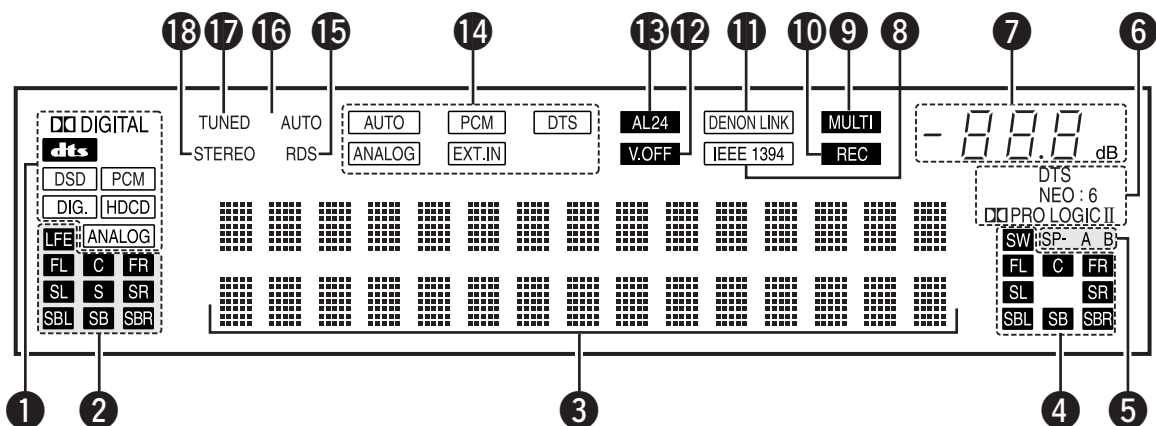 18 17 16 15 14 13 12 11 10 9 8 7 6
DIGITAL TUNED AUTO AUTO PCM DTS AL24 DENON LINK MULTI -88.8 dB
dts STEREO RDS ANALOG EXT.IN V.OFF IEEE 1394 REC
DSD PCM DTS
DIG. HDCD NEO : 6
ANALOG PRO LOGIC II
LFE SW SP- A B
FL C FR FL C FR
SL S SR SL SR
SBL SB SBR SBL SB SBR
1 2 3 4 5